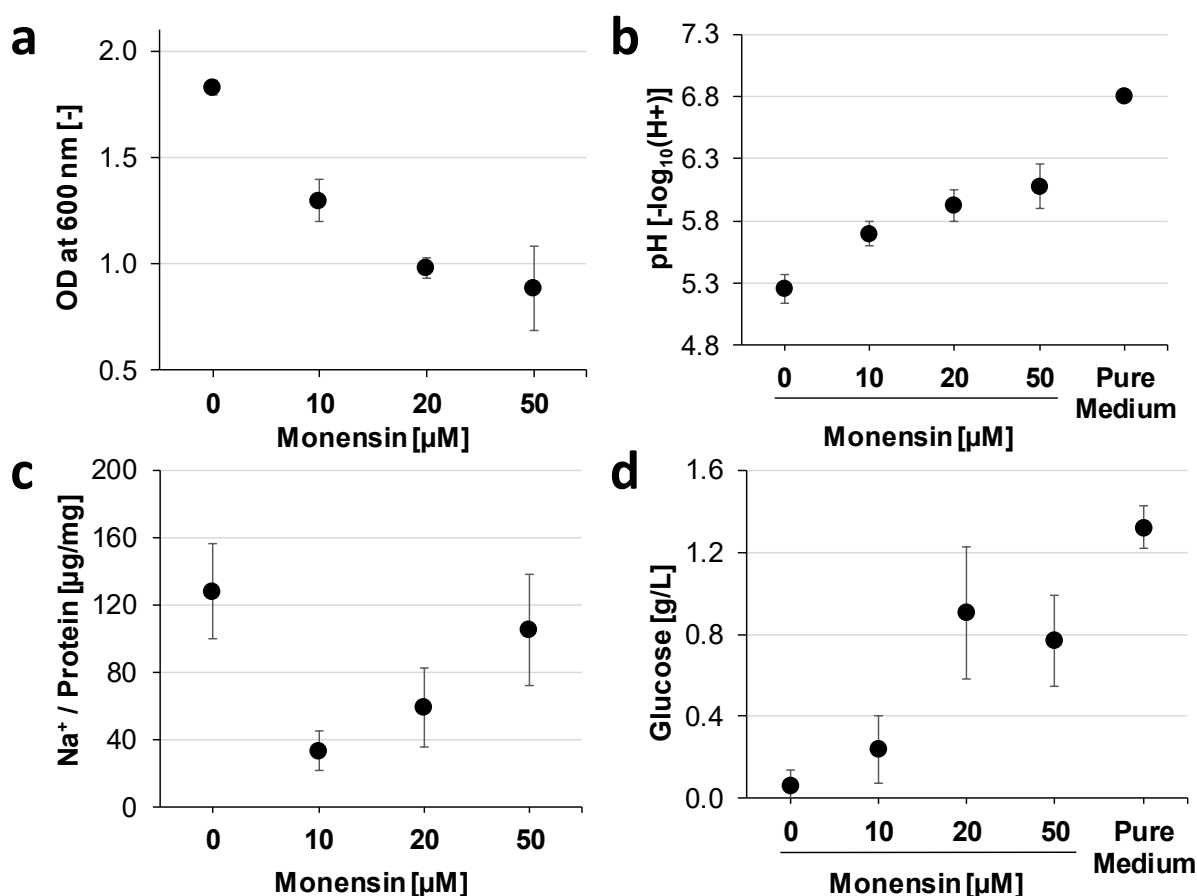 a
2.0
1.5
1.0
0.5
OD at 600 nm [-]
0 10 20 50
Monensin [µM]
b
7.3
6.8
6.3
5.8
5.3
4.8
pH [-log₁₀(H+)]
0 10 20 50 Pure
Medium
Monensin [µM]
c
200
160
120
80
40
0
Na⁺ / Protein [µg/mg]
0 10 20 50
Monensin [µM]
d
1.6
1.2
0.8
0.4
0.0
Glucose [g/L]
0 10 20 50 Pure
Medium
Monensin [µM]